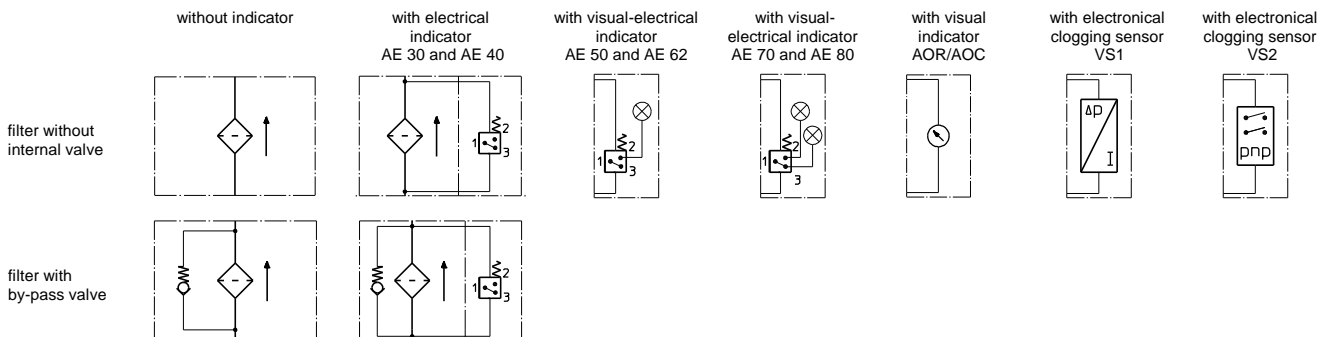 without indicator
with electrical
indicator
AE 30 and AE 40
with visual-electrical
indicator
AE 50 and AE 62
with visual-
electrical indicator
AE 70 and AE 80
with visual
indicator
AOR/AOC
with electronical
clogging sensor
VS1
with electronical
clogging sensor
VS2
filter without
internal valve
1 2 3
1 2 3
1 2 3
Δp
I
pnp
filter with
by-pass valve
1 2 3